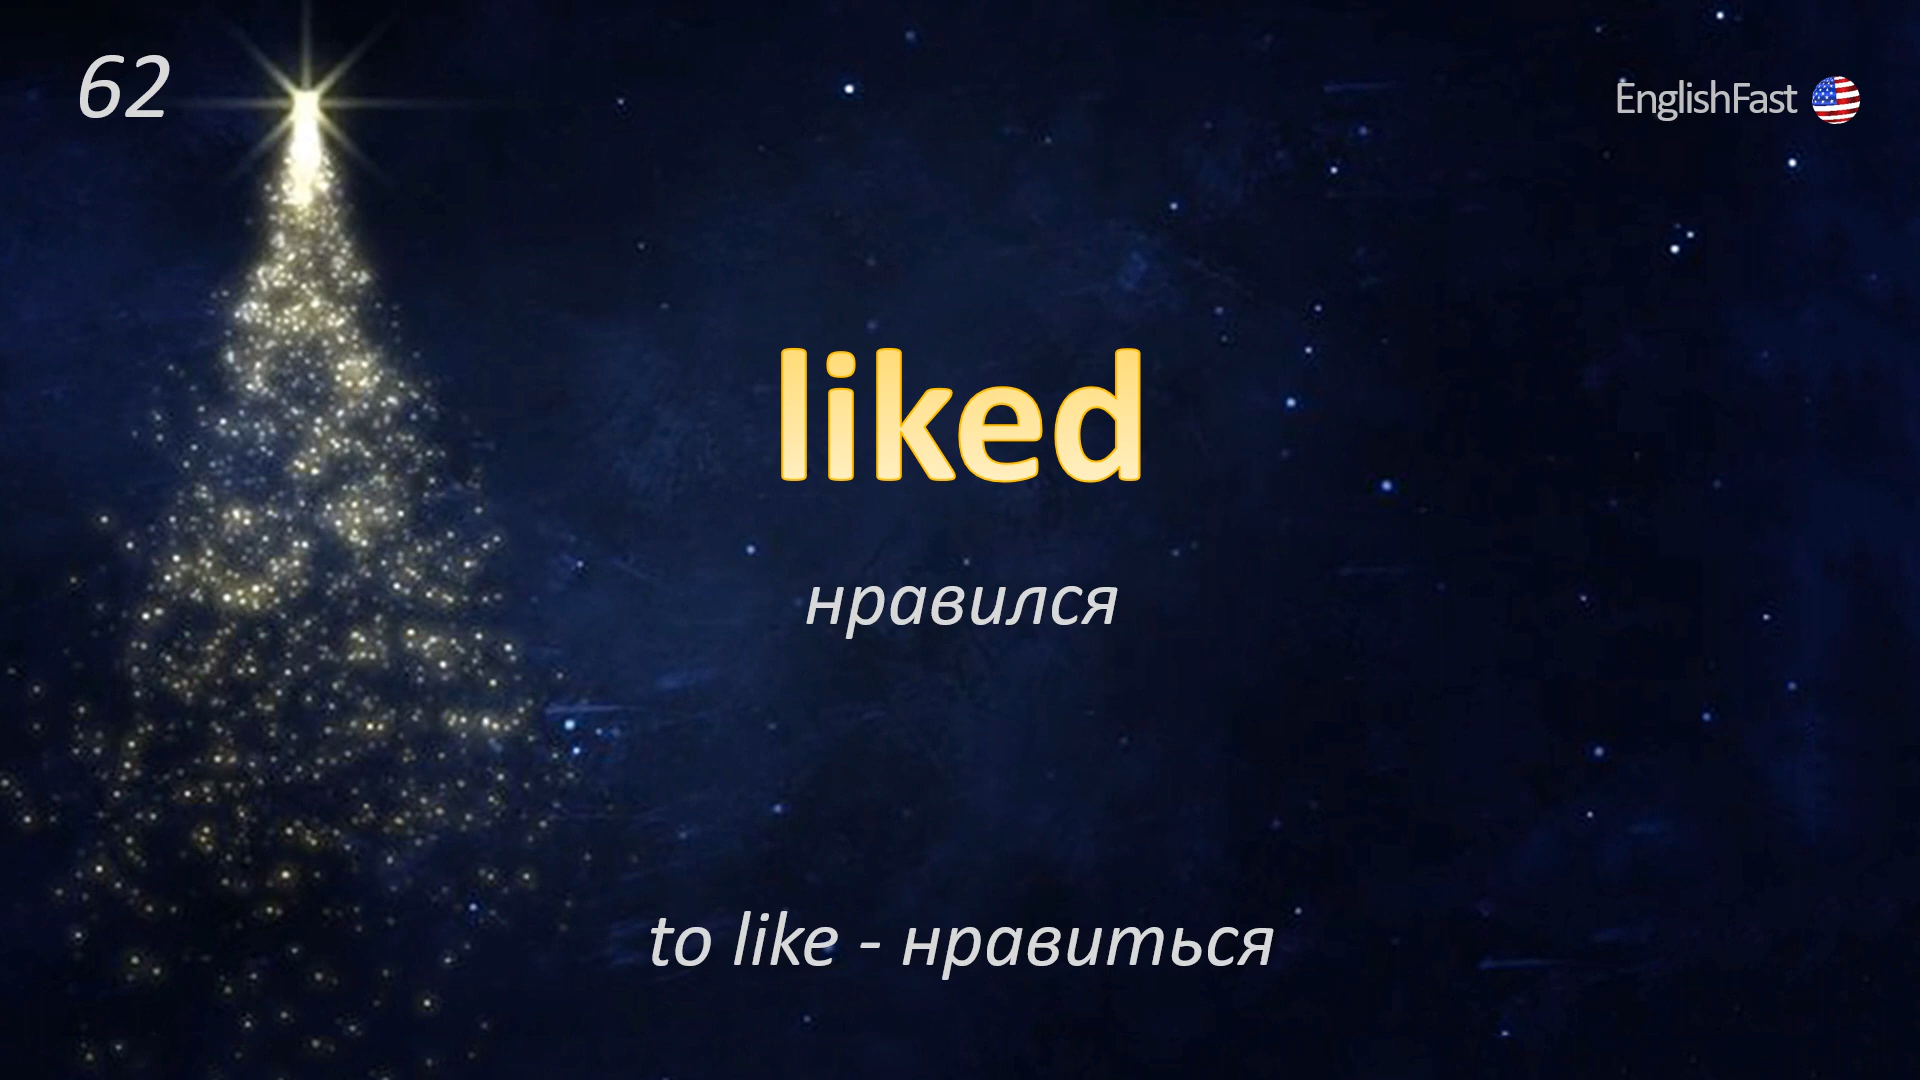 62
EnglishFast
liked
нравился
to like - нравиться